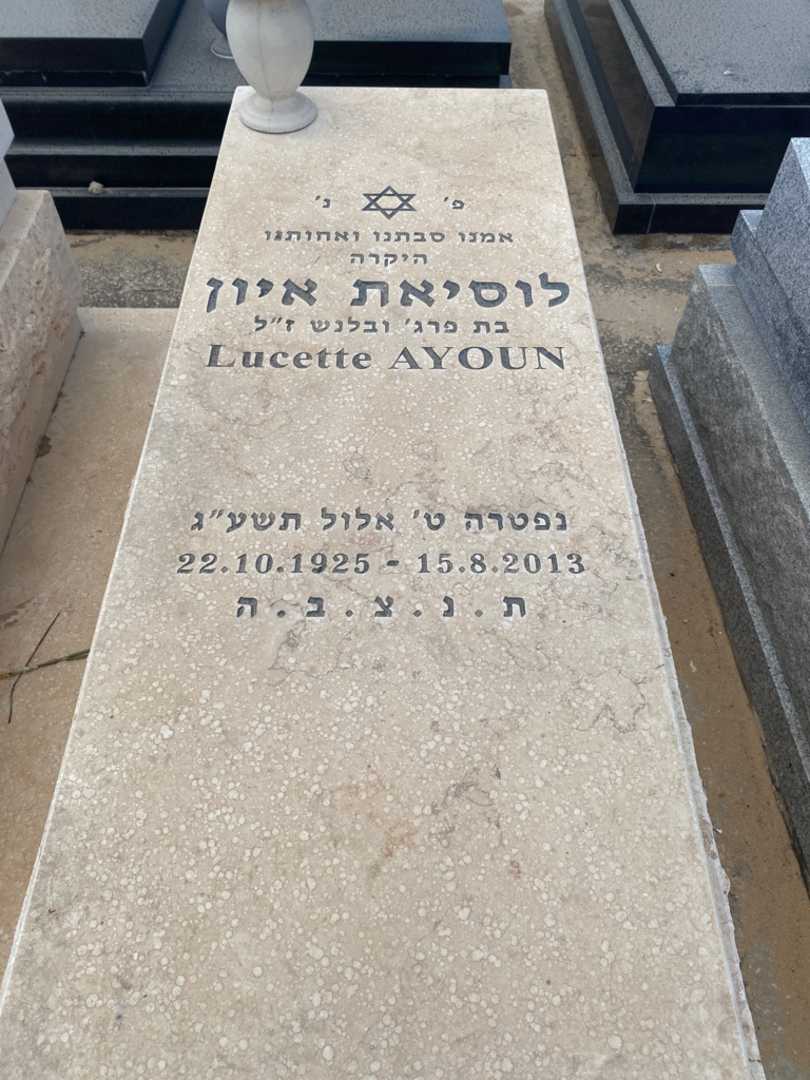 פ' נ'
אמנו סבתנו ואחותנו
היקרה
לוסיאת איון
בת פרג' ובלנש ז"ל
Lucette AYOUN
נפטרה ט' אלול תשע"ג
22.10.1925 - 15.8.2013
ת . נ . צ . ב . ה